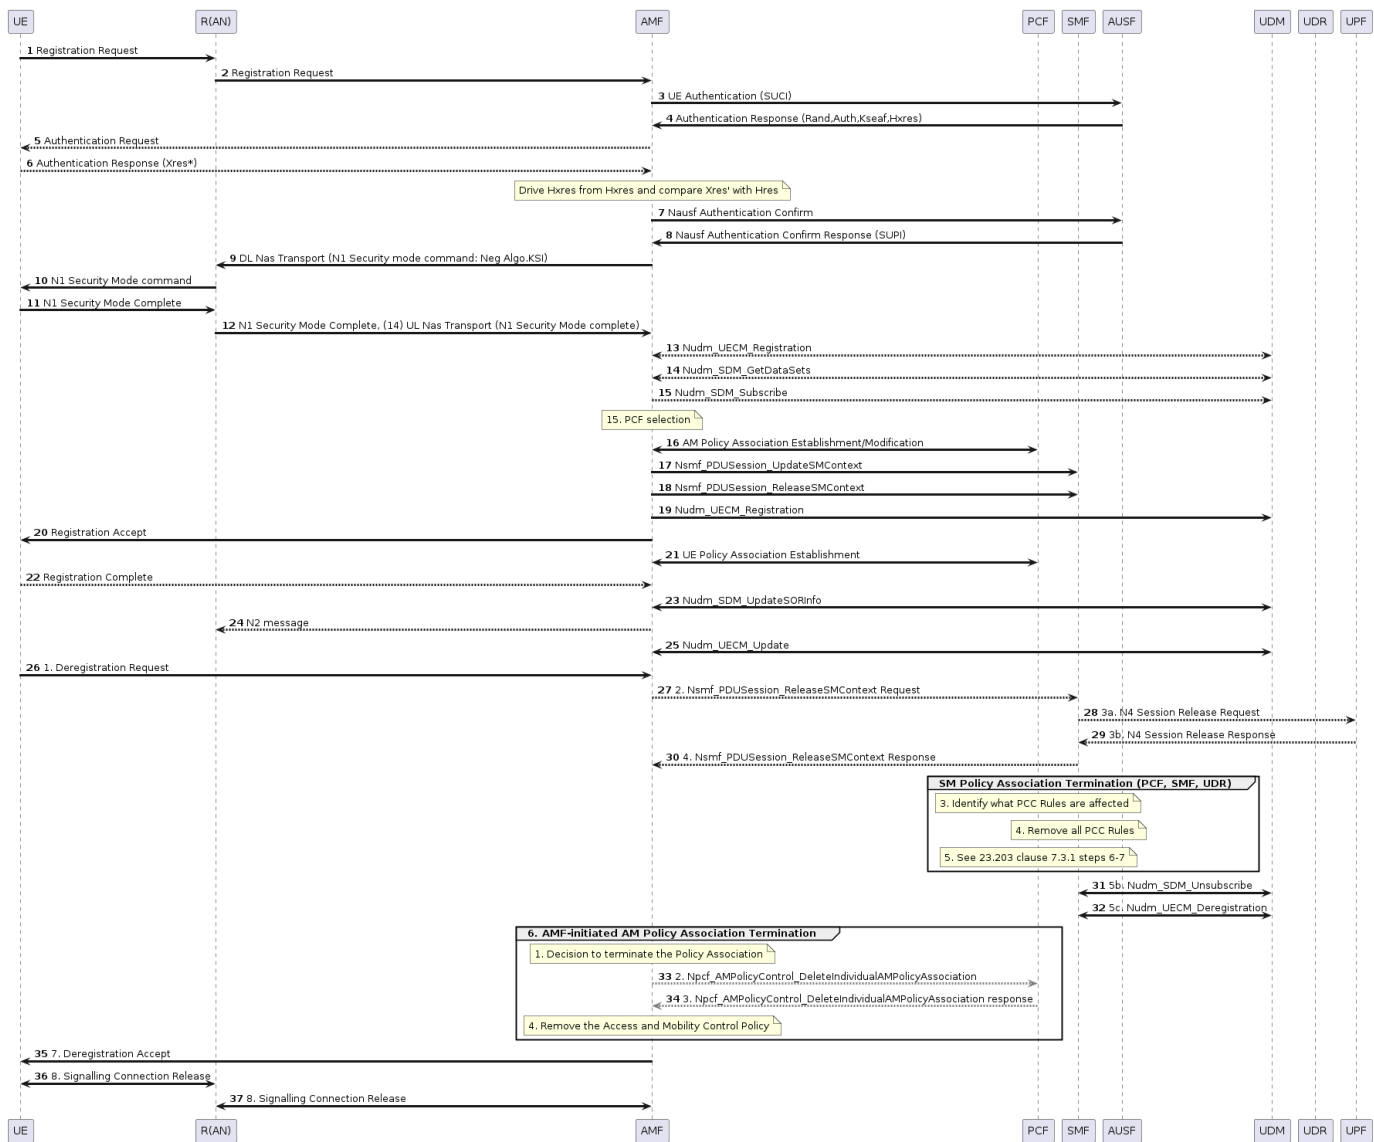 UE R(AN) AMF PCF SMF AUSF UDM UDR UPF
1 Registration Request
2 Registration Request
3 UE Authentication (SUCI)
4 Authentication Response (Rand,Auth,Kseaf,Hxres)
5 Authentication Request
6 Authentication Response (Xres*)
Drive Hxres from Hxres and compare Xres' with Hres
7 Nausf Authentication Confirm
8 Nausf Authentication Confirm Response (SUPI)
9 DL Nas Transport (N1 Security mode command: Neg Algo.KSI)
10 N1 Security Mode command
11 N1 Security Mode Complete
12 N1 Security Mode Complete, (14) UL Nas Transport (N1 Security Mode complete)
13 Nudm_UECM_Registration
14 Nudm_SDM_GetDataSets
15 Nudm_SDM_Subscribe
15. PCF selection
16 AM Policy Association Establishment/Modification
17 Nsmf_PDUSession_UpdateSMContext
18 Nsmf_PDUSession_ReleaseSMContext
19 Nudm_UECM_Registration
20 Registration Accept
21 UE Policy Association Establishment
22 Registration Complete
23 Nudm_SDM_UpdateSORInfo
24 N2 message
25 Nudm_UECM_Update
26 1. Deregistration Request
27 2. Nsmf_PDUSession_ReleaseSMContext Request
28 3a. N4 Session Release Request
29 3b. N4 Session Release Response
30 4. Nsmf_PDUSession_ReleaseSMContext Response
SM Policy Association Termination (PCF, SMF, UDR)
3. Identify what PCC Rules are affected
4. Remove all PCC Rules
5. See 23.203 clause 7.3.1 steps 6-7
31 5b. Nudm_SDM_Unsubscribe
32 5c. Nudm_UECM_Deregistration
6. AMF-initiated AM Policy Association Termination
1. Decision to terminate the Policy Association
33 2. Npcf_AMPolicyControl_DeleteIndividualAMPolicyAssociation
34 3. Npcf_AMPolicyControl_DeleteIndividualAMPolicyAssociation response
4. Remove the Access and Mobility Control Policy
35 7. Deregistration Accept
36 8. Signalling Connection Release
37 8. Signalling Connection Release
UE R(AN) AMF PCF SMF AUSF UDM UDR UPF